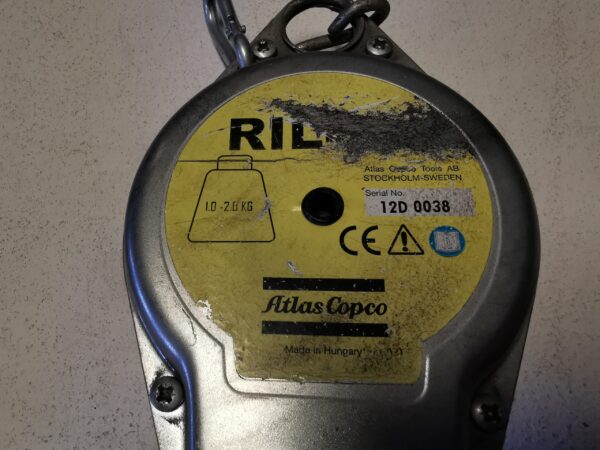 RIL
Atlas Copco Tools AB
STOCKHOLM-SWEDEN
Serial No.
12D 0038
1.0 - 2.0 KG
CE
Atlas Copco
Made in Hungary